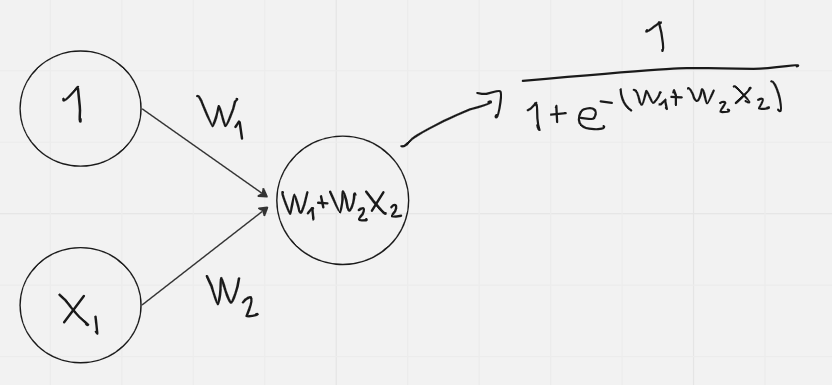 1
W₁
W₁+W₂X₂
X₁
W₂
1
1+e^-(W₁+W₂X₂)